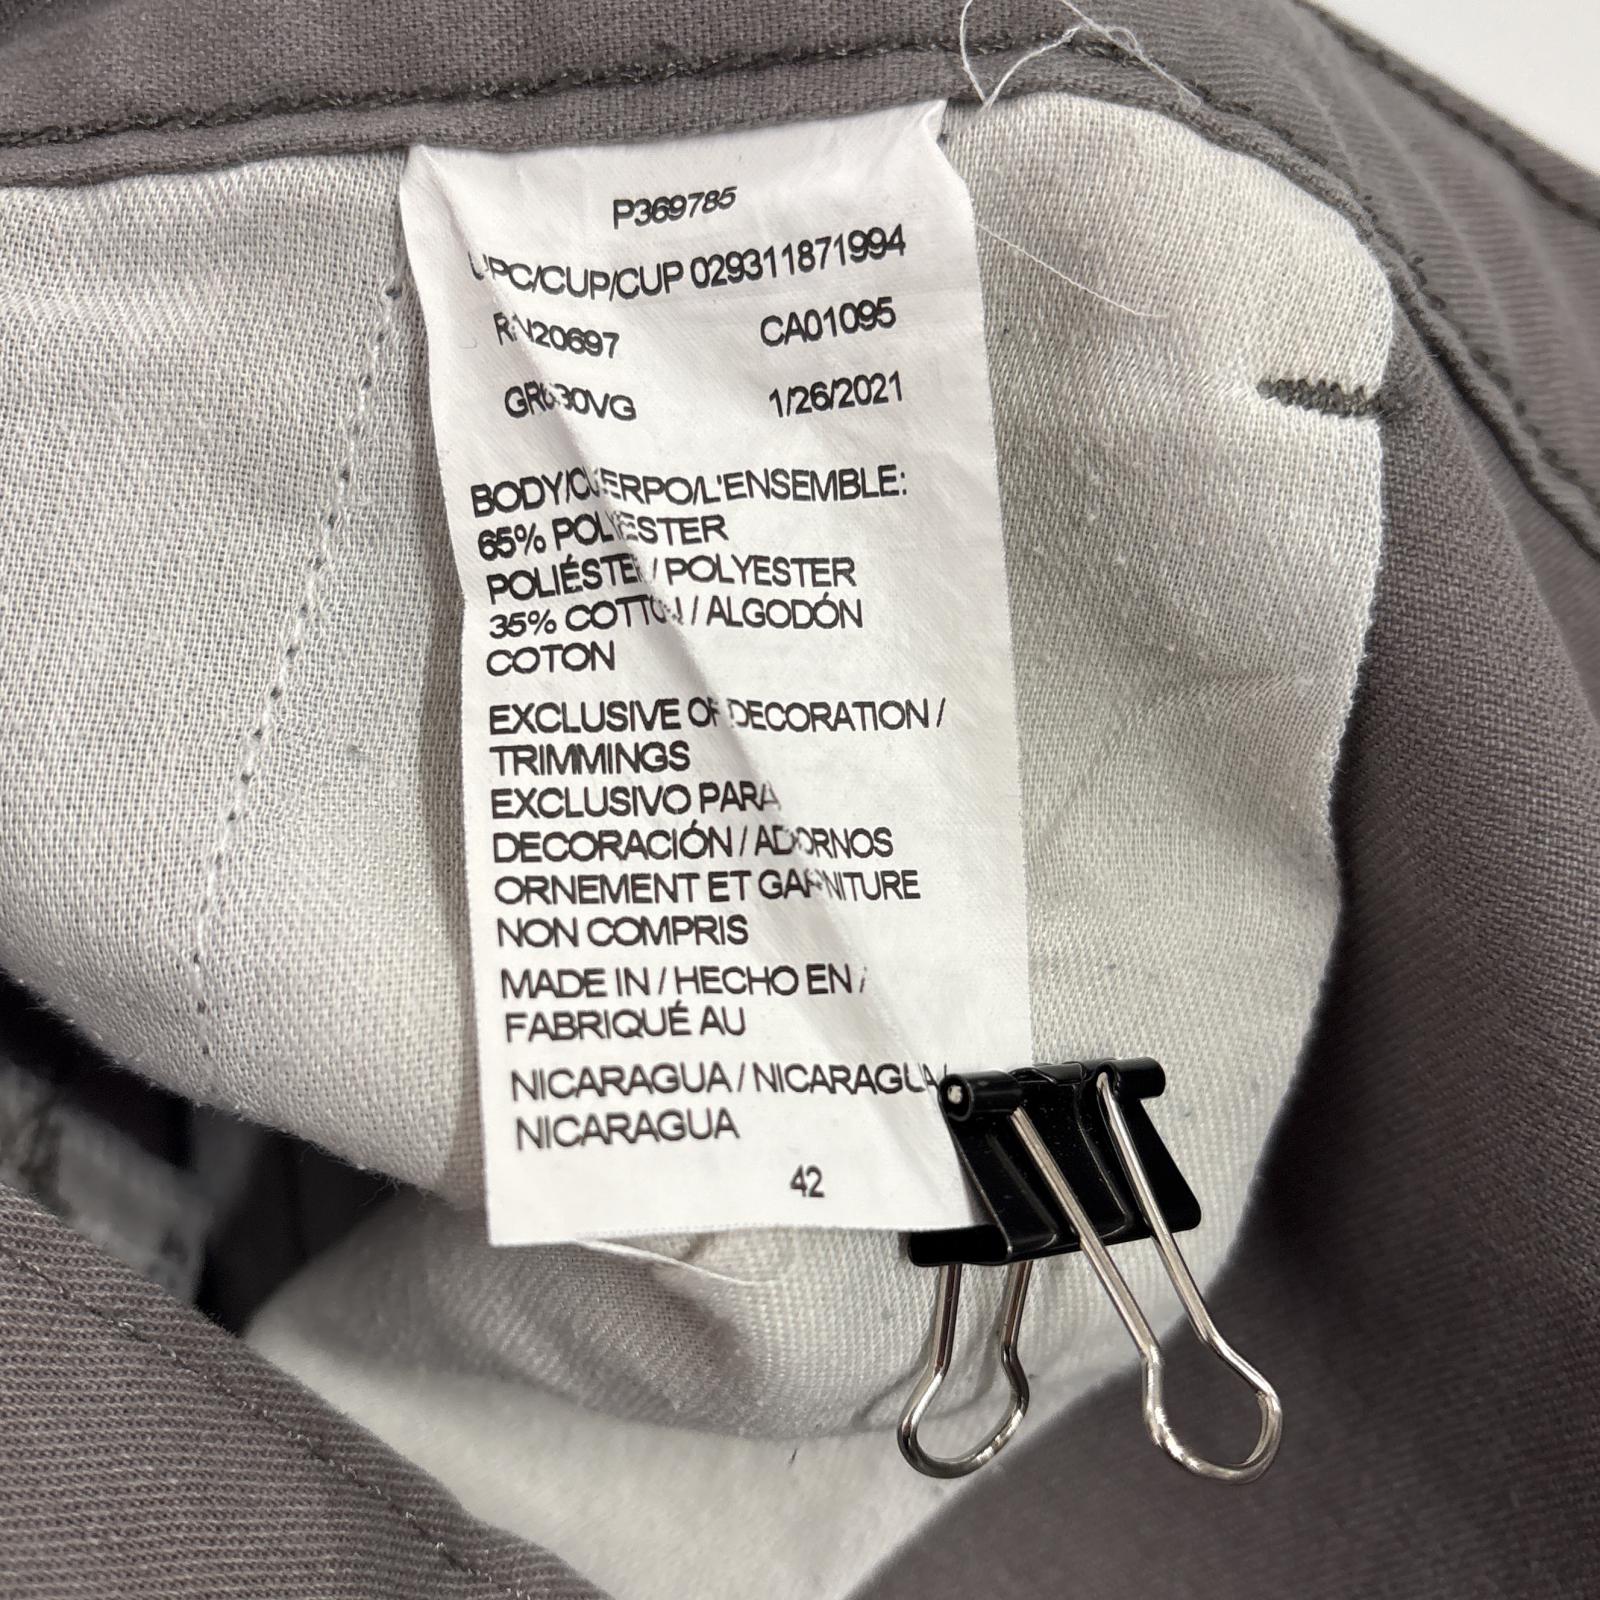 P369785
UPC/CUP/CUP 029311871994
RN20697 CA01095
1/26/2021
BODY/CUERPO/L'ENSEMBLE:
65% POLYESTER
POLIÉSTER / POLYESTER
35% COTTON / ALGODÓN
COTON
EXCLUSIVE OF DECORATION /
TRIMMINGS
EXCLUSIVO PARA
DECORACIÓN / ADORNOS
ORNEMENT ET GARNITURE
NON COMPRIS
MADE IN / HECHO EN /
FABRIQUÉ AU
NICARAGUA / NICARAGUA/
NICARAGUA
42